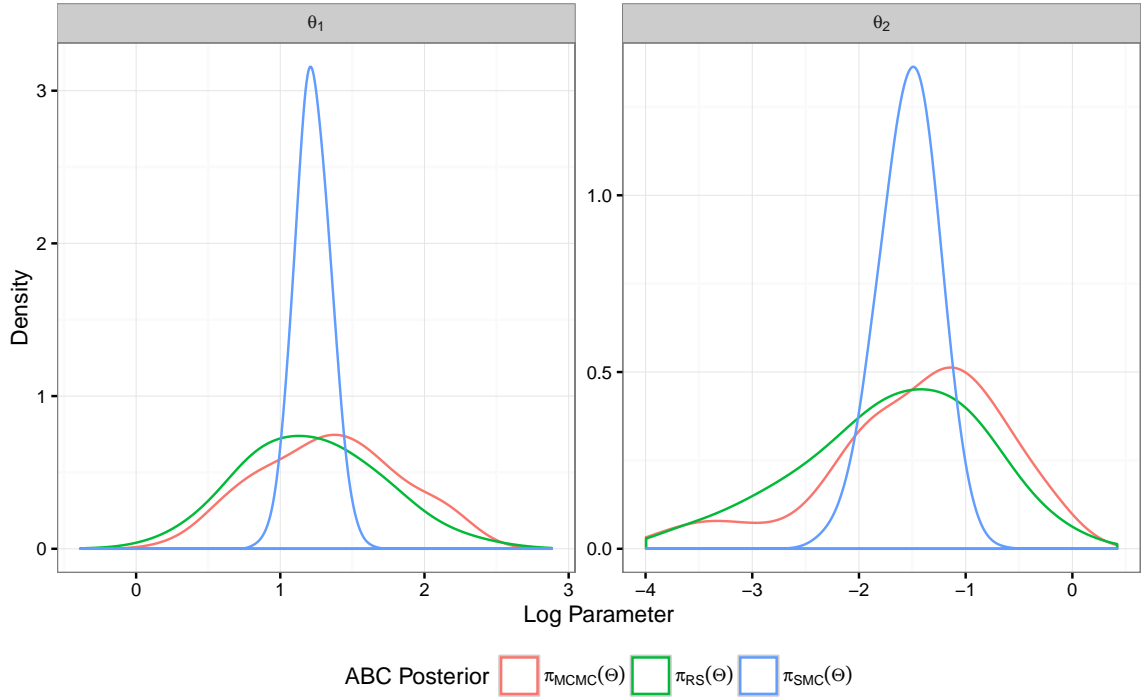 θ1 θ2
3
2
1
0
1.0
0.5
0.0
Density
0 1 2 3
−4 −3 −2 −1 0
Log Parameter
ABC Posterior πMCMC(Θ) πRS(Θ) πSMC(Θ)